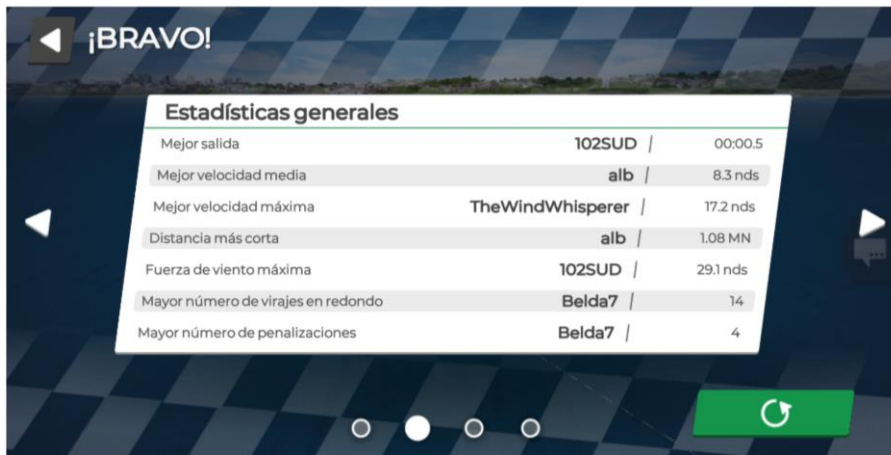 ¡BRAVO!
Estadísticas generales
Mejor salida 102SUD | 00:00.5
Mejor velocidad media alb | 8.3 nds
Mejor velocidad máxima TheWindWhisperer | 17.2 nds
Distancia más corta alb | 1.08 MN
Fuerza de viento máxima 102SUD | 29.1 nds
Mayor número de virajes en redondo Belda7 | 14
Mayor número de penalizaciones Belda7 | 4